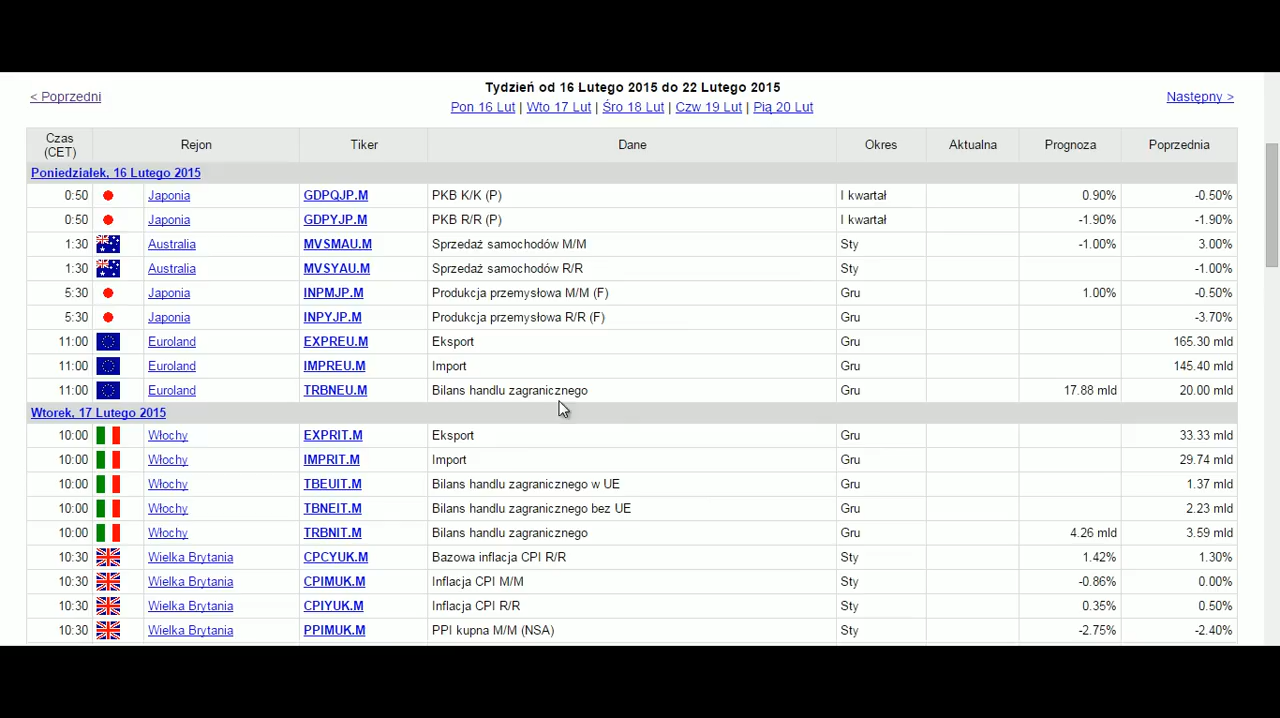 Tydzień od 16 Lutego 2015 do 22 Lutego 2015
< Poprzedni
Pon 16 Lut | Wto 17 Lut | Śro 18 Lut | Czw 19 Lut | Pią 20 Lut
Następny >
Czas (CET) Rejon Tiker Dane Okres Aktualna Prognoza Poprzednia
Poniedziałek, 16 Lutego 2015
0:50 Japonia GDPQJP.M PKB K/K (P) I kwartał 0.90% -0.50%
0:50 Japonia GDPYJP.M PKB R/R (P) I kwartał -1.90% -1.90%
1:30 Australia MVSMAU.M Sprzedaż samochodów M/M Sty -1.00% 3.00%
1:30 Australia MVSYAU.M Sprzedaż samochodów R/R Sty -1.00%
5:30 Japonia INPMJP.M Produkcja przemysłowa M/M (F) Gru 1.00% -0.50%
5:30 Japonia INPYJP.M Produkcja przemysłowa R/R (F) Gru -3.70%
11:00 Euroland EXPREU.M Eksport Gru 165.30 mld
11:00 Euroland IMPREU.M Import Gru 145.40 mld
11:00 Euroland TRBNEU.M Bilans handlu zagranicznego Gru 17.88 mld 20.00 mld
Wtorek, 17 Lutego 2015
10:00 Włochy EXPRIT.M Eksport Gru 33.33 mld
10:00 Włochy IMPRIT.M Import Gru 29.74 mld
10:00 Włochy TBEUIT.M Bilans handlu zagranicznego w UE Gru 1.37 mld
10:00 Włochy TBNEIT.M Bilans handlu zagranicznego bez UE Gru 2.23 mld
10:00 Włochy TRBNIT.M Bilans handlu zagranicznego Gru 4.26 mld 3.59 mld
10:30 Wielka Brytania CPCYUK.M Bazowa inflacja CPI R/R Sty 1.42% 1.30%
10:30 Wielka Brytania CPIMUK.M Inflacja CPI M/M Sty -0.86% 0.00%
10:30 Wielka Brytania CPIYUK.M Inflacja CPI R/R Sty 0.35% 0.50%
10:30 Wielka Brytania PPIMUK.M PPI kupna M/M (NSA) Sty -2.75% -2.40%